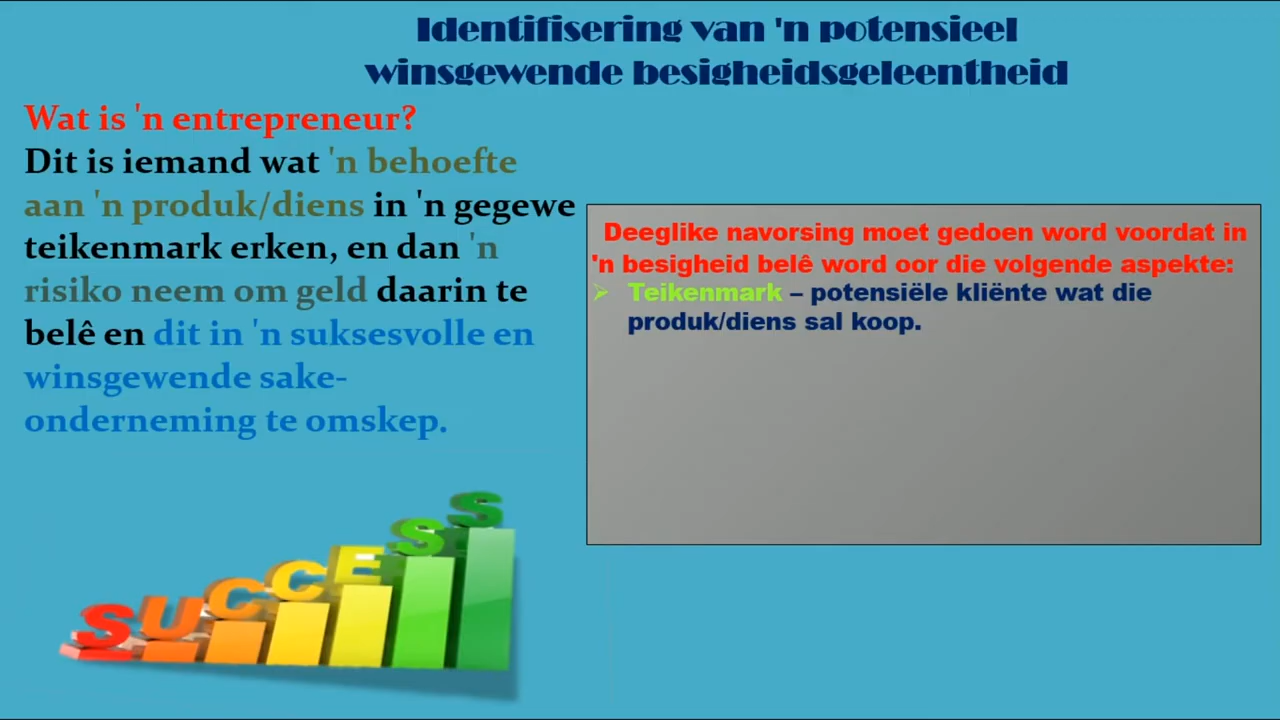 Identifisering van 'n potensieel
winsgewende besigheidsgeleentheid
Wat is 'n entrepreneur?
Dit is iemand wat 'n behoefte
aan 'n produk/diens in 'n gegewe
teikenmark erken, en dan 'n
risiko neem om geld daarin te
belê en dit in 'n suksesvolle en
winsgewende sake-
onderneming te omskep.
Deeglike navorsing moet gedoen word voordat in
'n besigheid belê word oor die volgende aspekte:
Teikenmark – potensiële kliënte wat die
produk/diens sal koop.
SUCCESS